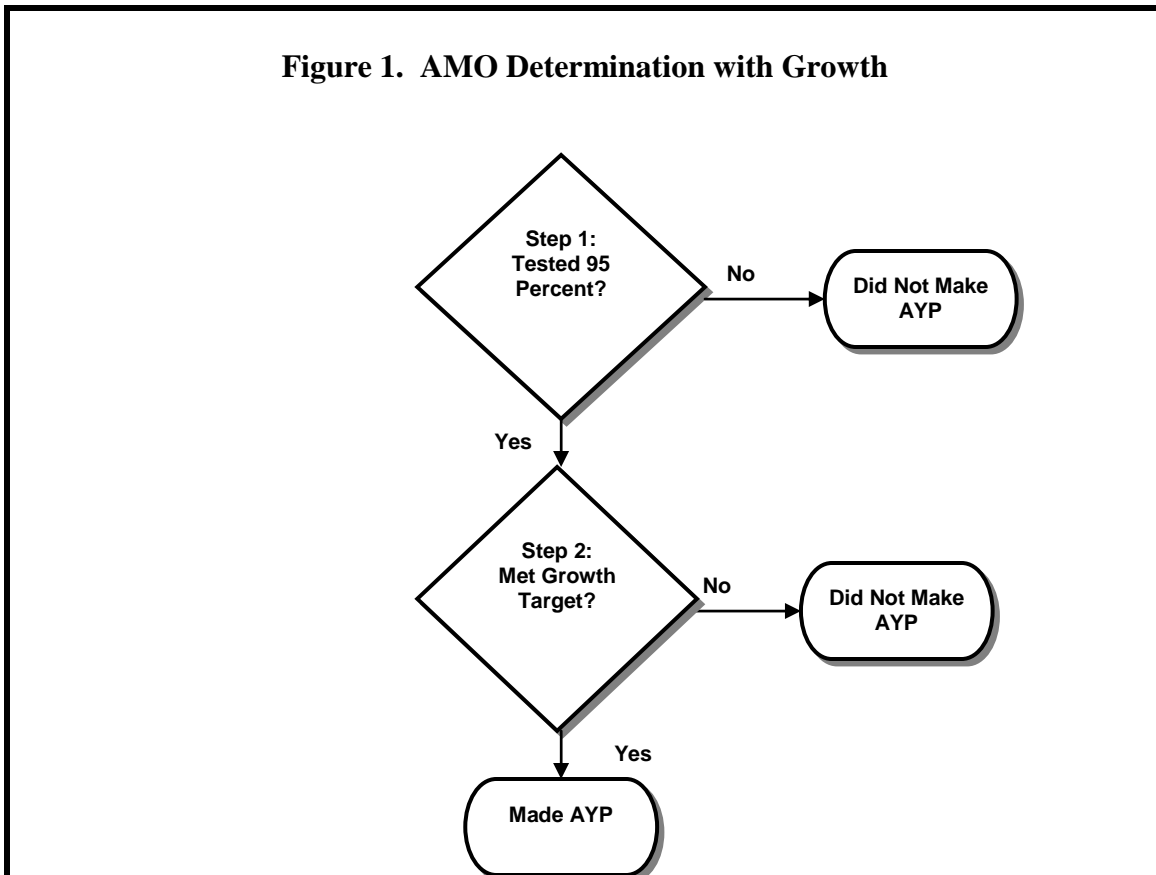 Figure 1.  AMO Determination with Growth
Step 1:
Tested 95
Percent?
No
Did Not Make
AYP
Yes
Step 2:
Met Growth
Target?
No
Did Not Make
AYP
Yes
Made AYP